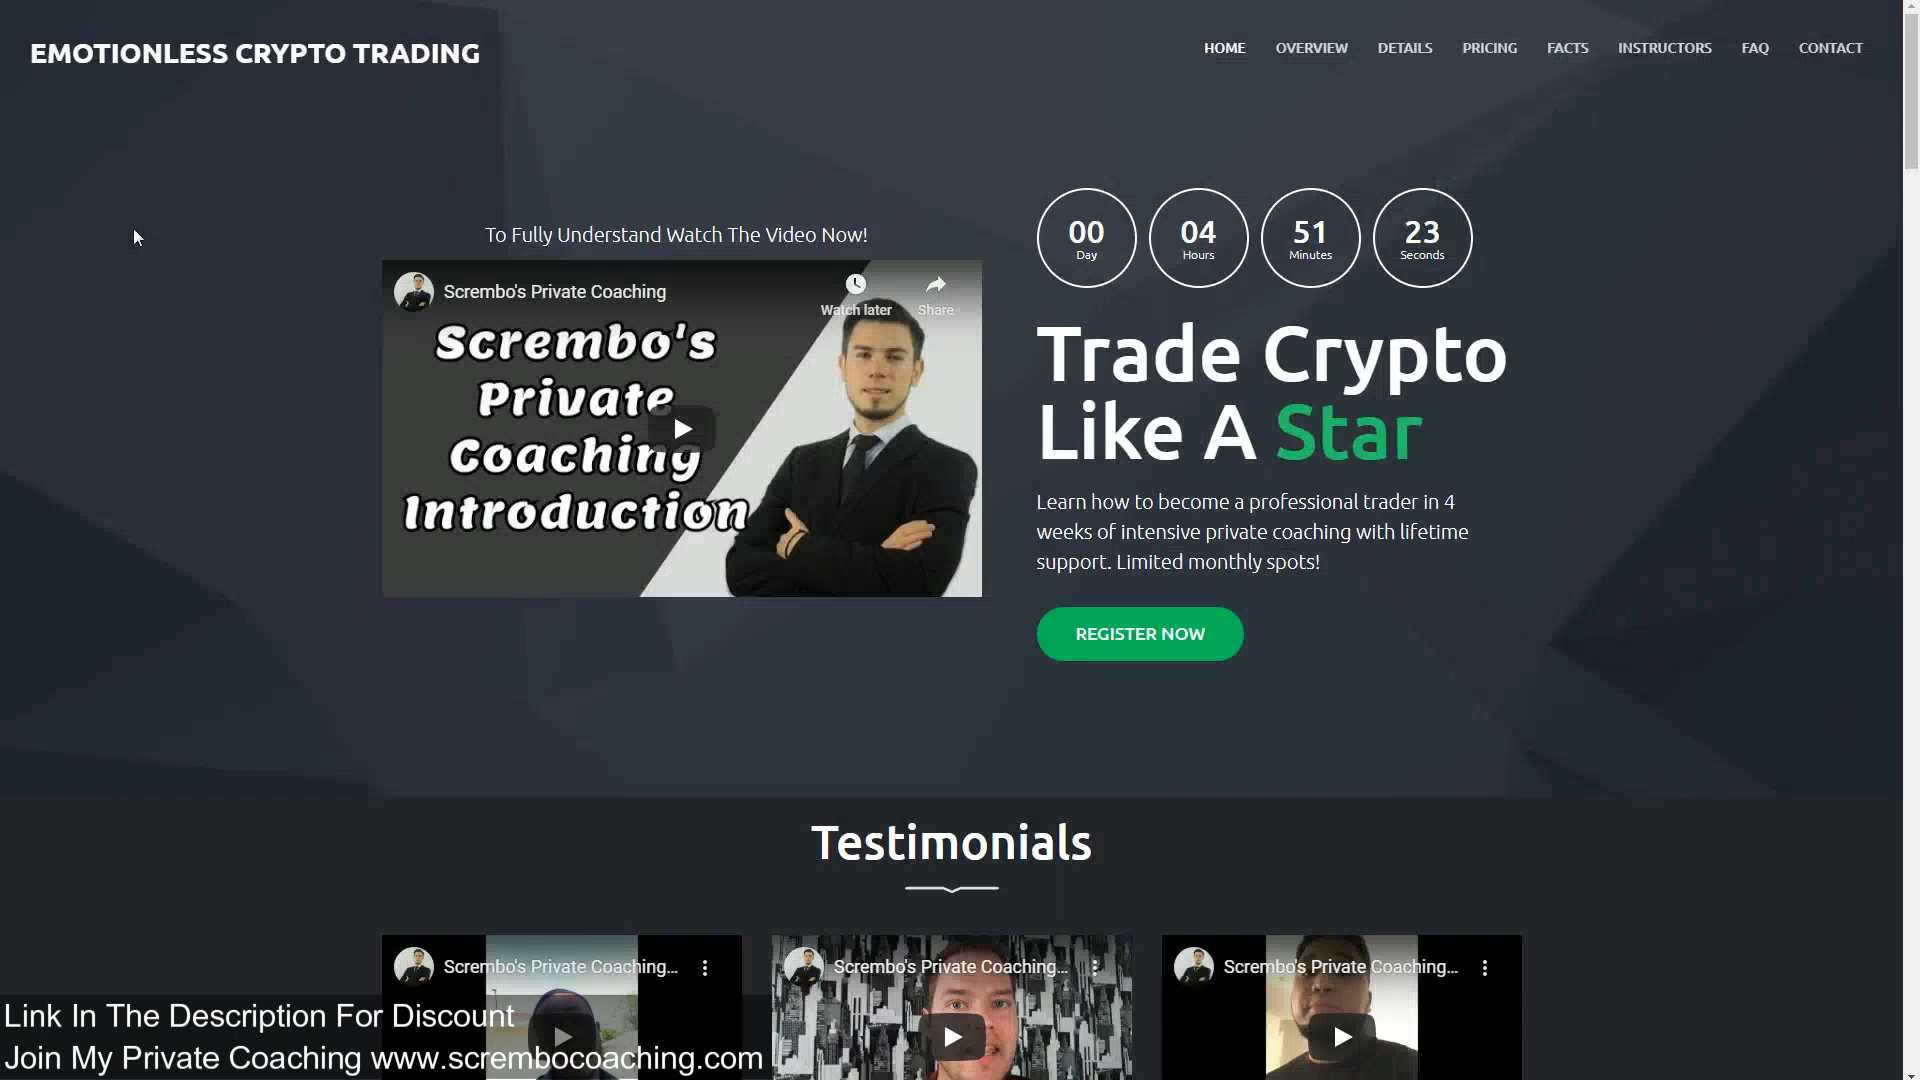 EMOTIONLESS CRYPTO TRADING
HOME OVERVIEW DETAILS PRICING FACTS INSTRUCTORS FAQ CONTACT
To Fully Understand Watch The Video Now!
Scrembo's Private Coaching
Watch later
Share
Scrembo's
Private
Coaching
Introduction
00 04 51 23
Day Hours Minutes Seconds
Trade Crypto
Like A Star
Learn how to become a professional trader in 4
weeks of intensive private coaching with lifetime
support. Limited monthly spots!
REGISTER NOW
Testimonials
Scrembo's Private Coaching...
Scrembo's Private Coaching...
Scrembo's Private Coaching...
Link In The Description For Discount
Join My Private Coaching www.scrembocoaching.com